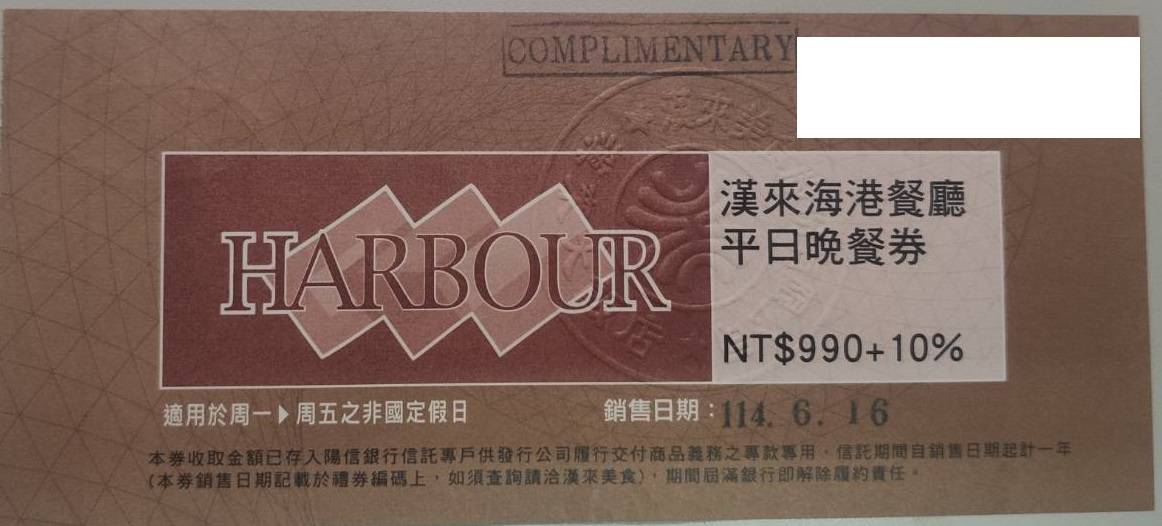 COMPLIMENTARY
HARBOUR
漢來海港餐廳
平日晚餐券
NT$990+10%
適用於周一▶周五之非國定假日
銷售日期：114. 6. 16
本券收取金額已存入陽信銀行信託專戶供發行公司履行交付商品義務之專款專用，信託期間自銷售日期起計一年
(本券銷售日期記載於禮券編碼上，如須查詢請洽漢來美食)，期間屆滿銀行即解除履約責任。